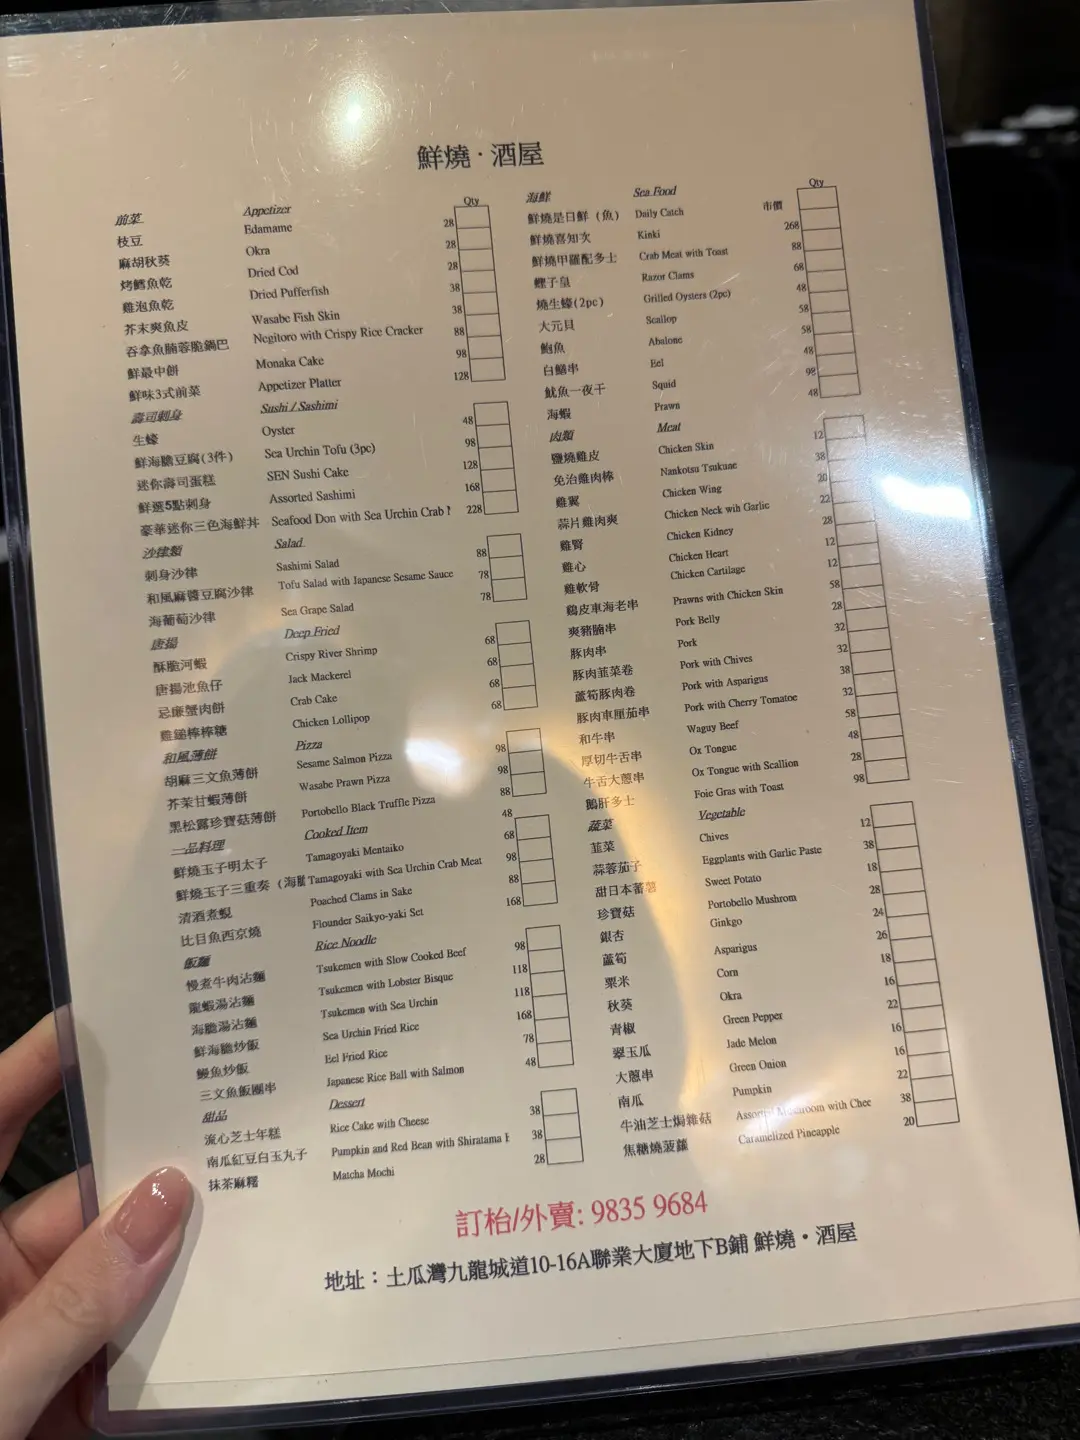 鮮燒·酒屋
前菜 Appetizer Qty
枝豆 Edamame 28
麻胡秋葵 Okra 28
烤鱈魚乾 Dried Cod 28
雞泡魚乾 Dried Pufferfish 38
芥末爽魚皮 Wasabe Fish Skin 38
吞拿魚腩蓉脆鍋巴 Negitoro with Crispy Rice Cracker 88
鮮最中餅 Monaka Cake 98
鮮味3式前菜 Appetizer Platter 128
壽司刺身 Sushi / Sashimi
生蠔 Oyster 48
鮮海膽豆腐(3件) Sea Urchin Tofu (3pc) 98
迷你壽司蛋糕 SEN Sushi Cake 128
鮮選5點刺身 Assorted Sashimi 168
豪華迷你三色海鮮丼 Seafood Don with Sea Urchin Crab 228
沙律類 Salad
刺身沙律 Sashimi Salad 88
和風麻醬豆腐沙律 Tofu Salad with Japanese Sesame Sauce 78
海葡萄沙律 Sea Grape Salad 78
唐揚 Deep Fried
酥脆河蝦 Crispy River Shrimp 68
唐揚池魚仔 Jack Mackerel 68
忌廉蟹肉餅 Crab Cake 68
雞鎚棒棒糖 Chicken Lollipop 68
和風薄餅 Pizza
胡麻三文魚薄餅 Sesame Salmon Pizza 98
芥茉甘蝦薄餅 Wasabe Prawn Pizza 98
黑松露珍寶菇薄餅 Portobello Black Truffle Pizza 88
一品料理 Cooked Item
鮮燒玉子明太子 Tamagoyaki Mentaiko 48
鮮燒玉子三重奏 (海膽 Tamagoyaki with Sea Urchin Crab Meat 68
清酒煮蜆 Poached Clams in Sake 98
比目魚西京燒 Flounder Saikyo-yaki Set 88
168
飯麵 Rice Noodle
慢煮牛肉沾麵 Tsukemen with Slow Cooked Beef 98
龍蝦湯沾麵 Tsukemen with Lobster Bisque 118
海膽湯沾麵 Tsukemen with Sea Urchin 118
鮮海膽炒飯 Sea Urchin Fried Rice 168
鰻魚炒飯 Eel Fried Rice 78
三文魚飯團串 Japanese Rice Ball with Salmon 48
甜品 Dessert
流心芝士年糕 Rice Cake with Cheese 38
南瓜紅豆白玉丸子 Pumpkin and Red Bean with Shiratama 38
抹茶麻糬 Matcha Mochi 28
海鮮 Sea Food Qty
鮮燒是日鮮 (魚) Daily Catch 市價
鮮燒喜知次 Kinki 268
鮮燒甲羅配多士 Crab Meat with Toast 88
蟶子皇 Razor Clams 68
燒生蠔(2pc) Grilled Oysters (2pc) 48
大元貝 Scallop 58
鮑魚 Abalone 58
白鱔串 Eel 48
魷魚一夜干 Squid 98
海蝦 Prawn 48
肉類 Meat
鹽燒雞皮 Chicken Skin 12
免治雞肉棒 Nankotsu Tsukune 38
雞翼 Chicken Wing 20
蒜片雞肉爽 Chicken Neck wih Garlic 22
雞腎 Chicken Kidney 28
雞心 Chicken Heart 12
雞軟骨 Chicken Cartilage 12
鷄皮車海老串 Prawns with Chicken Skin 58
爽豬腩串 Pork Belly 28
豚肉串 Pork 32
豚肉韮菜卷 Pork with Chives 32
蘆筍豚肉卷 Pork with Asparigus 38
豚肉車厘茄串 Pork with Cherry Tomatoe 32
和牛串 Waguy Beef 58
厚切牛舌串 Ox Tongue 48
牛舌大蔥串 Ox Tongue with Scallion 28
鵝肝多士 Foie Gras with Toast 98
蔬菜 Vegetable
韮菜 Chives 12
蒜蓉茄子 Eggplants with Garlic Paste 38
甜日本蕃薯 Sweet Potato 18
珍寶菇 Portobello Mushrom 28
銀杏 Ginkgo 24
蘆筍 Asparigus 26
粟米 Corn 18
秋葵 Okra 16
青椒 Green Pepper 22
翠玉瓜 Jade Melon 16
大蔥串 Green Onion 16
南瓜 Pumpkin 22
牛油芝士焗雜菇 Assorted Mushroom with Chee 38
焦糖燒菠蘿 Caramelized Pineapple 20
訂枱/外賣: 9835 9684
地址：土瓜灣九龍城道10-16A聯業大廈地下B鋪 鮮燒・酒屋